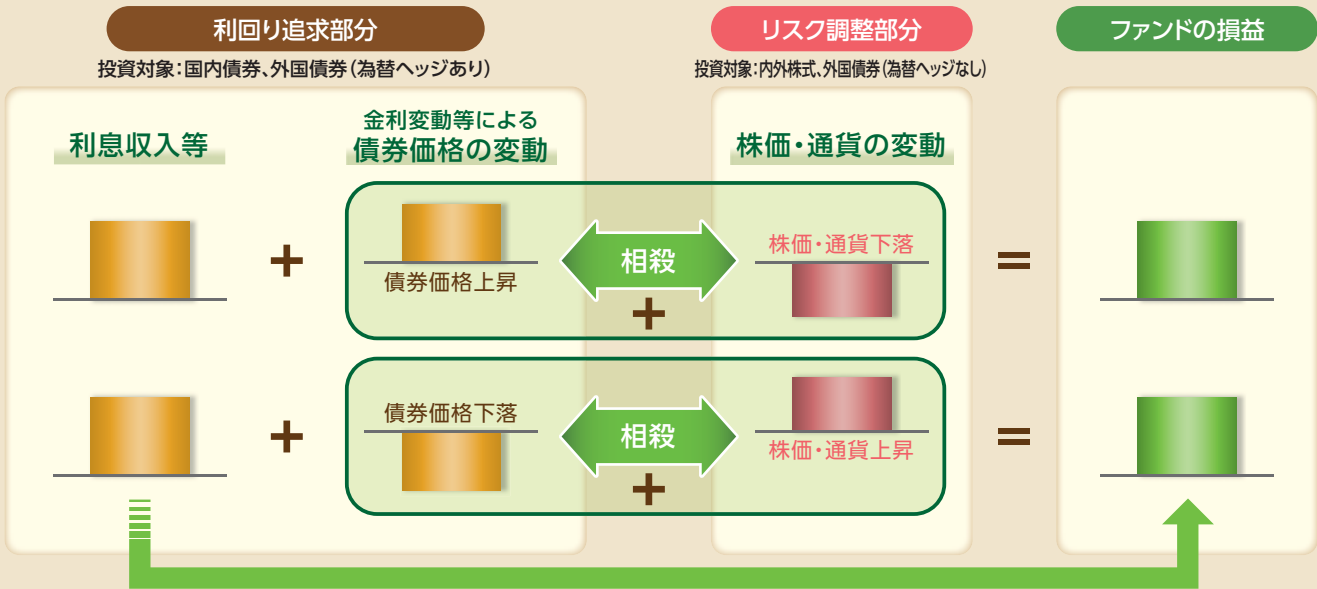 利回り追求部分
リスク調整部分
ファンドの損益
投資対象:国内債券、外国債券(為替ヘッジあり)
投資対象:内外株式、外国債券(為替ヘッジなし)
利息収入等
金利変動等による
債券価格の変動
株価・通貨の変動
+
債券価格上昇
相殺
+
株価・通貨下落
=
+
債券価格下落
相殺
+
株価・通貨上昇
=